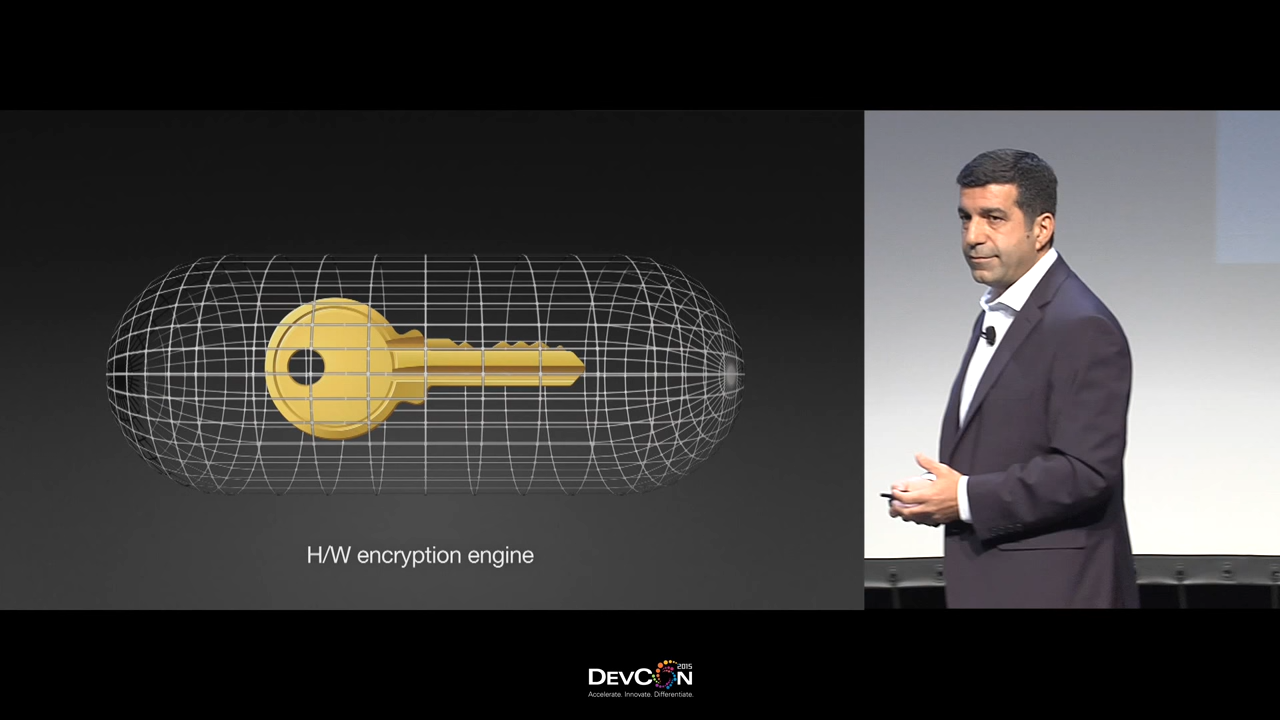 H/W encryption engine
DEVCON
2015
Accelerate. Innovate. Differentiate.